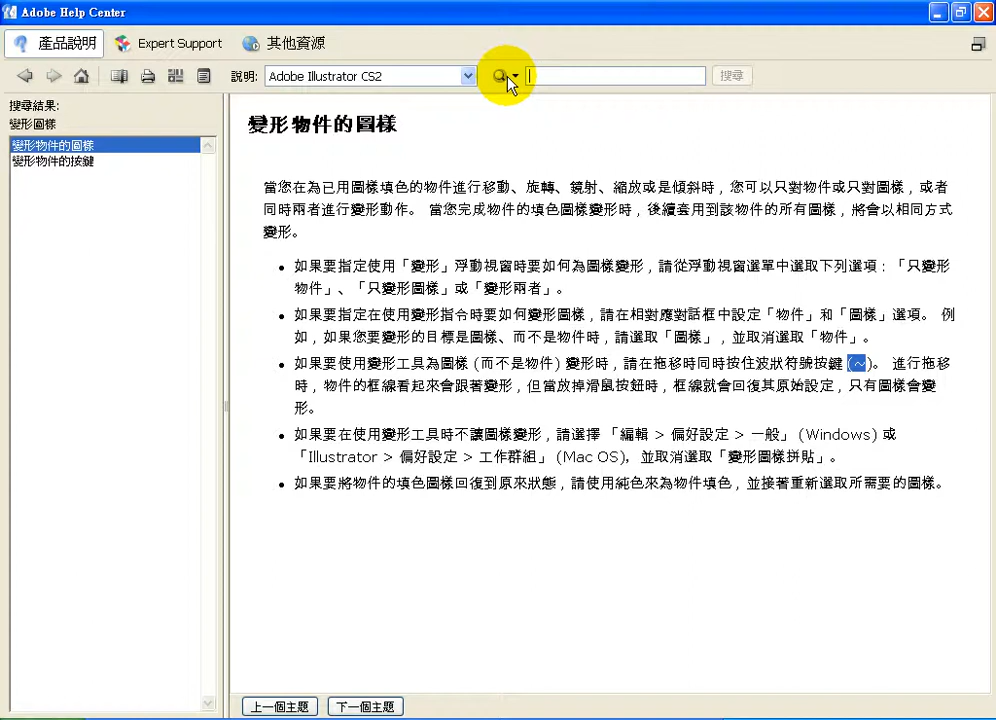 Adobe Help Center
產品說明 Expert Support 其他資源
說明: Adobe Illustrator CS2 搜尋
搜尋結果:
變形圖樣
變形物件的圖樣
變形物件的按鍵
變形物件的圖樣
當您在為已用圖樣填色的物件進行移動、旋轉、鏡射、縮放或是傾斜時，您可以只對物件或只對圖樣，或者
同時兩者進行變形動作。 當您完成物件的填色圖樣變形時，後續套用到該物件的所有圖樣，將會以相同方式
變形。
• 如果要指定使用「變形」浮動視窗時要如何為圖樣變形，請從浮動視窗選單中選取下列選項：「只變形
物件」、「只變形圖樣」或「變形兩者」。
• 如果要指定在使用變形指令時要如何變形圖樣，請在相對應對話框中設定「物件」和「圖樣」選項。 例
如，如果您要變形的目標是圖樣、而不是物件時，請選取「圖樣」，並取消選取「物件」。
• 如果要使用變形工具為圖樣 (而不是物件) 變形時，請在拖移時同時按住波狀符號按鍵 (~)。 進行拖移
時，物件的框線看起來會跟著變形，但當放掉滑鼠按鈕時，框線就會回復其原始設定，只有圖樣會變
形。
• 如果要在使用變形工具時不讓圖樣變形，請選擇 「編輯 > 偏好設定 > 一般」 (Windows) 或
「Illustrator > 偏好設定 > 工作群組」 (Mac OS)，並取消選取「變形圖樣拼貼」。
• 如果要將物件的填色圖樣回復到原來狀態，請使用純色來為物件填色，並接著重新選取所需要的圖樣。
上一個主題 下一個主題